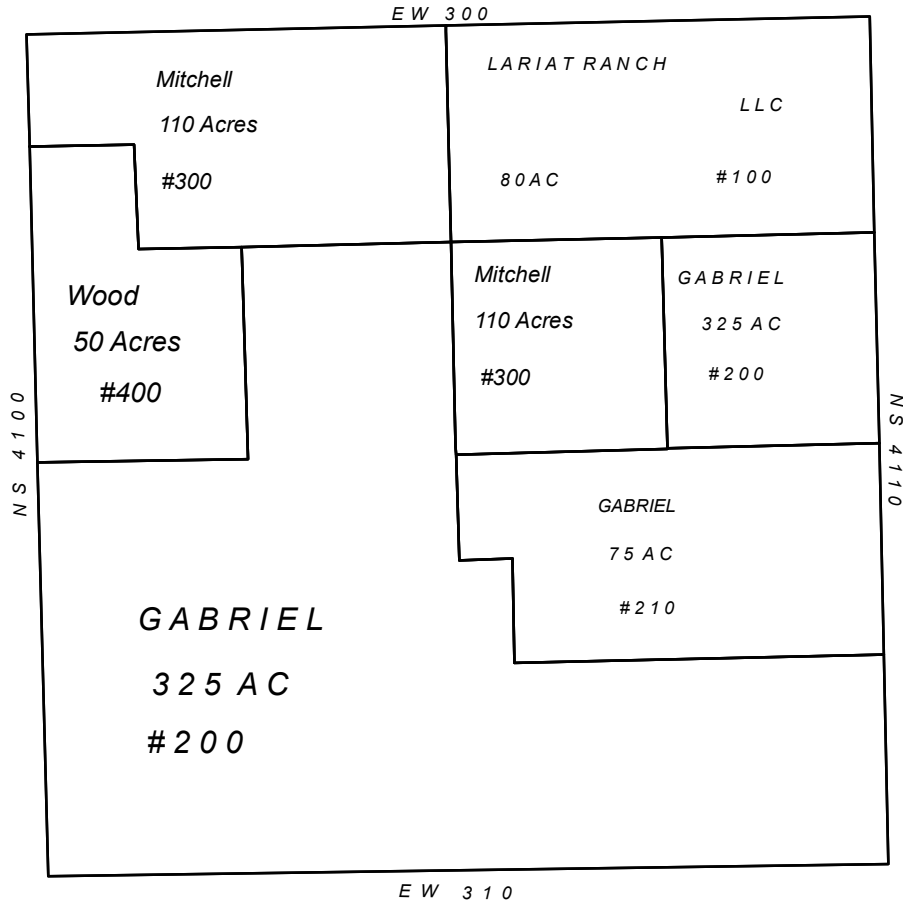 EW 300
Mitchell
110 Acres
#300
LARIAT RANCH
LLC
80AC
#100
Wood
50 Acres
#400
Mitchell
110 Acres
#300
GABRIEL
325 AC
#200
NS 4100
NS 4110
GABRIEL
75 AC
#210
GABRIEL
325 AC
#200
EW 310